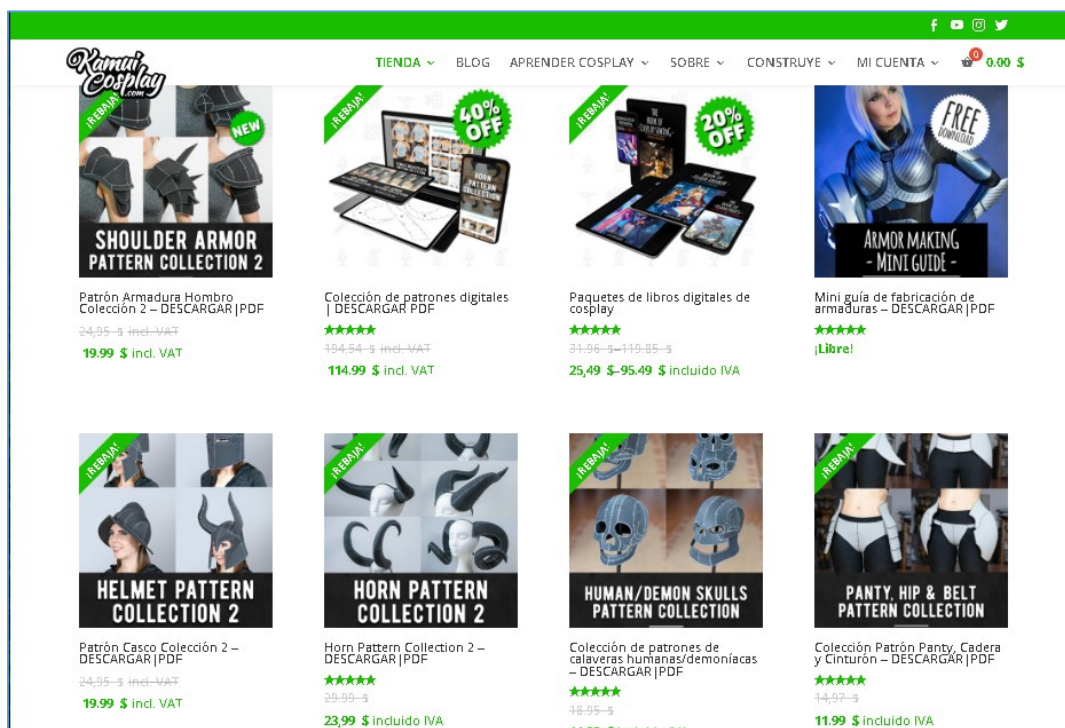 Kamui
Cosplay
.com
TIENDA BLOG APRENDER COSPLAY SOBRE CONSTRUYE MI CUENTA 0 0.00 $
¡REBAJA!
NEW
SHOULDER ARMOR
PATTERN COLLECTION 2
Patrón Armadura Hombro
Colección 2 – DESCARGAR|PDF
24,95 $ incl. VAT
19.99 $ incl. VAT
¡REBAJA!
40%
OFF
HORN
PATTERN
COLLECTION
Colección de patrones digitales
| DESCARGAR PDF
194.54 $ incl. VAT
114.99 $ incl. VAT
¡REBAJA!
20%
OFF
Paquetes de libros digitales de
cosplay
31.96 $–119.85 $
25,49 $–95.49 $ incluido IVA
FREE
DOWNLOAD
ARMOR MAKING
- MINI GUIDE -
Mini guía de fabricación de
armaduras – DESCARGAR|PDF
¡Libre!
¡REBAJA!
HELMET PATTERN
COLLECTION 2
Patrón Casco Colección 2 –
DESCARGAR|PDF
24,95 $ incl. VAT
19.99 $ incl. VAT
¡REBAJA!
HORN PATTERN
COLLECTION 2
Horn Pattern Collection 2 –
DESCARGAR|PDF
29.99 $
23,99 $ incluido IVA
¡REBAJA!
HUMAN/DEMON SKULLS
PATTERN COLLECTION
Colección de patrones de
calaveras humanas/demoníacas
– DESCARGAR|PDF
18.95 $
¡REBAJA!
PANTY, HIP & BELT
PATTERN COLLECTION
Colección Patrón Panty, Cadera
y Cinturón – DESCARGAR|PDF
14,97 $
11.99 $ incluido IVA